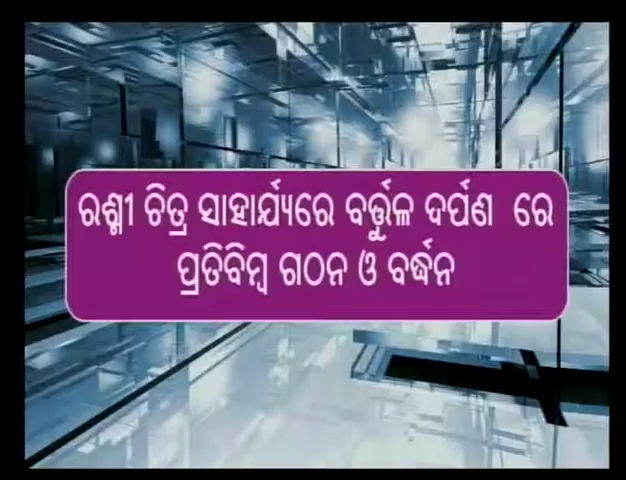 ରଶ୍ମୀ ଚିତ୍ର ସାହାର୍ଯ୍ୟରେ ବର୍ତ୍ତୁଳ ଦର୍ପଣ ରେ
ପ୍ରତିବିମ୍ବ ଗଠନ ଓ ବର୍ଦ୍ଧନ